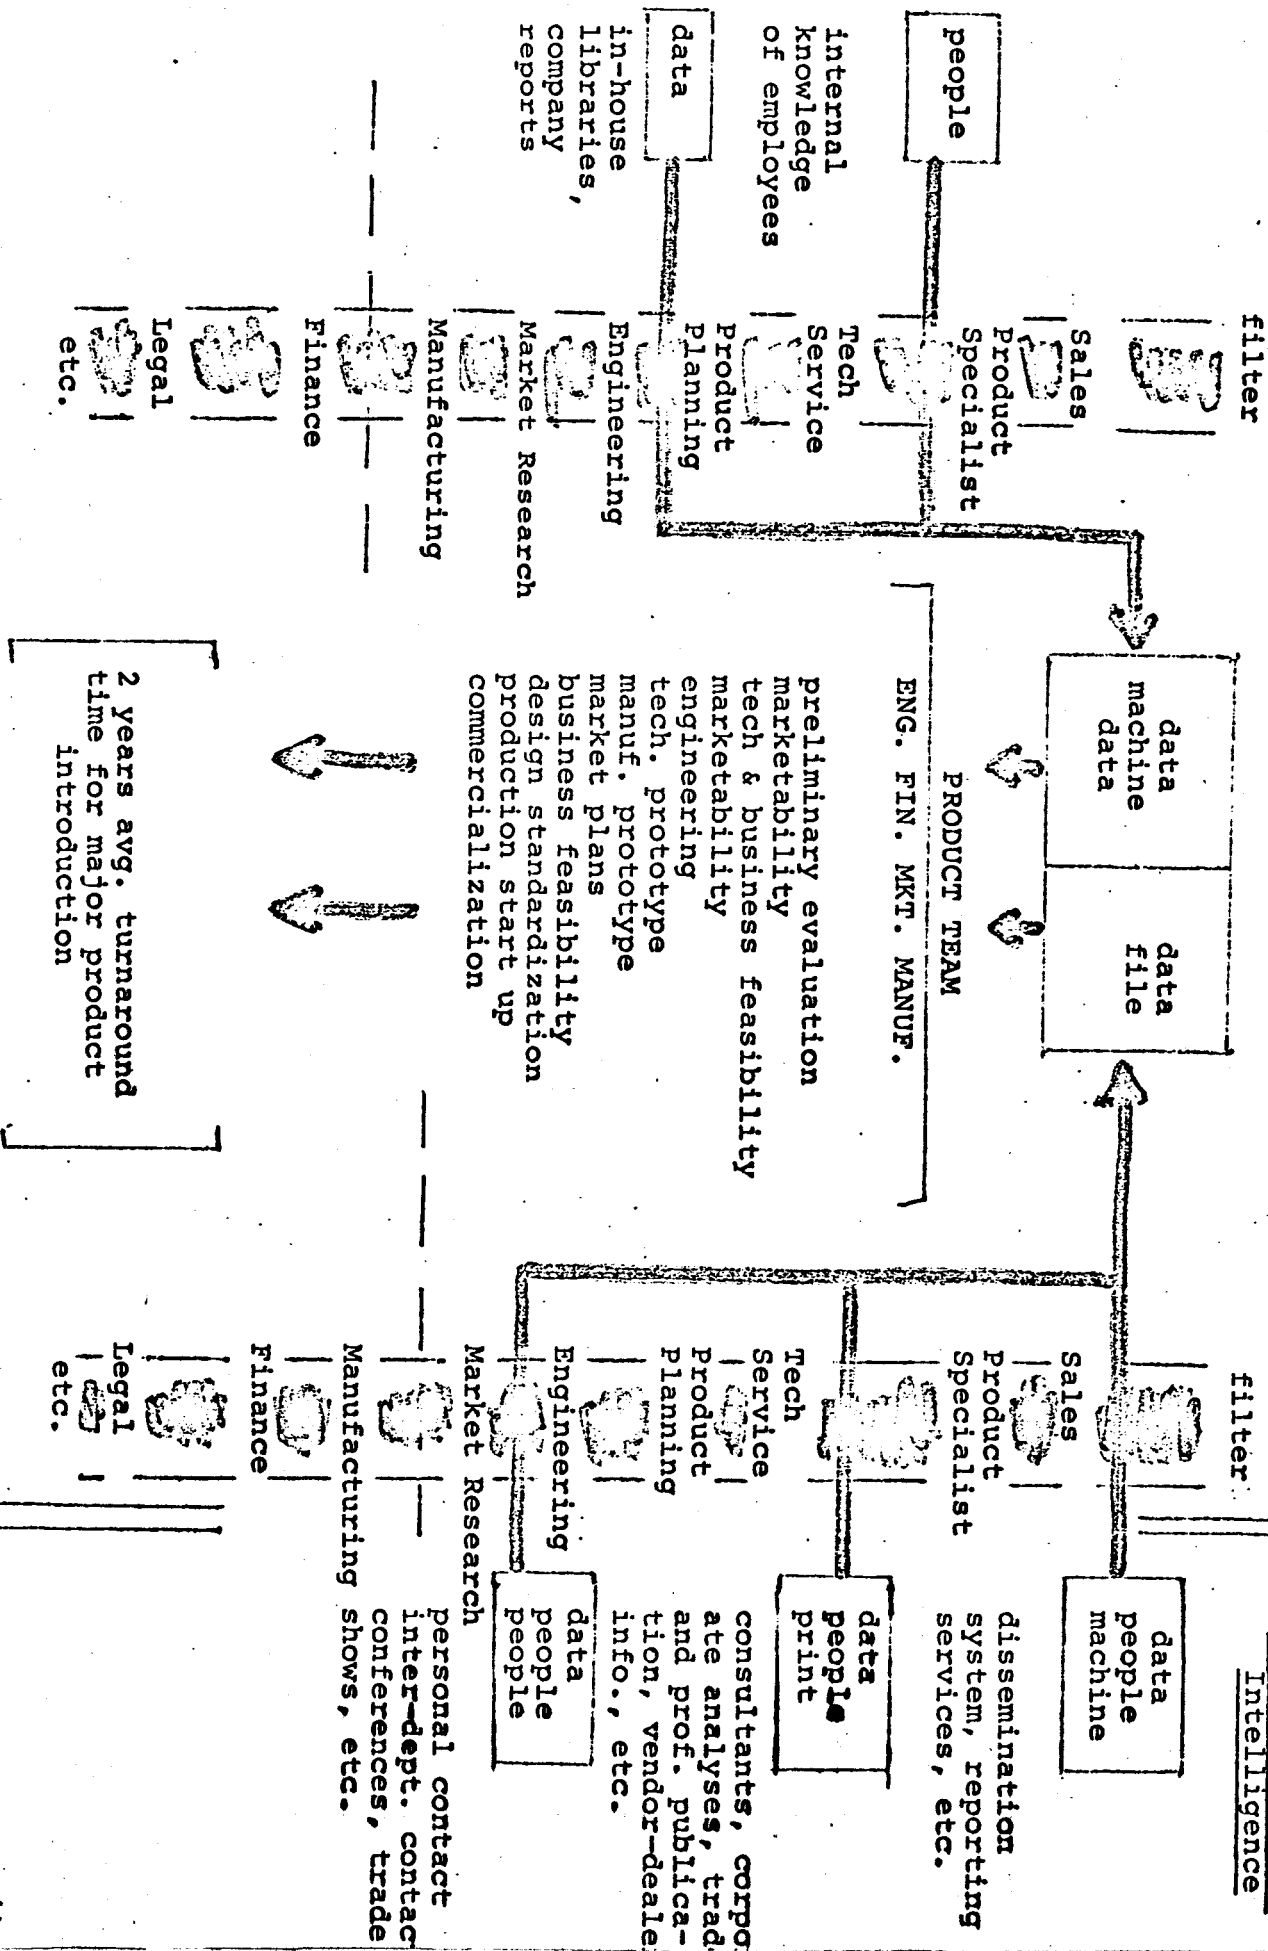 Intelligence
people
internal
knowledge
of employees
data
in-house
libraries,
company
reports
filter
Sales
Product
Specialist
Tech
Service
Product
Planning
Engineering
Market Research
Manufacturing
Finance
Legal
etc.
data
machine
data
data
file
PRODUCT TEAM
ENG. FIN. MKT. MANUF.
preliminary evaluation
marketability
tech & business feasibility
marketability
engineering
tech. prototype
manuf. prototype
market plans
business feasibility
design standardization
production start up
commercialization
2 years avg. turnaround
time for major product
introduction
filter
Sales
Product
Specialist
Tech
Service
Product
Planning
Engineering
Market Research
Manufacturing
Finance
Legal
etc.
data
people
machine
dissemination
system, reporting
services, etc.
data
people
print
consultants, corpo
ate analyses, trad
and prof. publica-
tion, vendor-deale
info., etc.
data
people
people
personal contact
inter-dept. contac
conferences, trade
shows, etc.